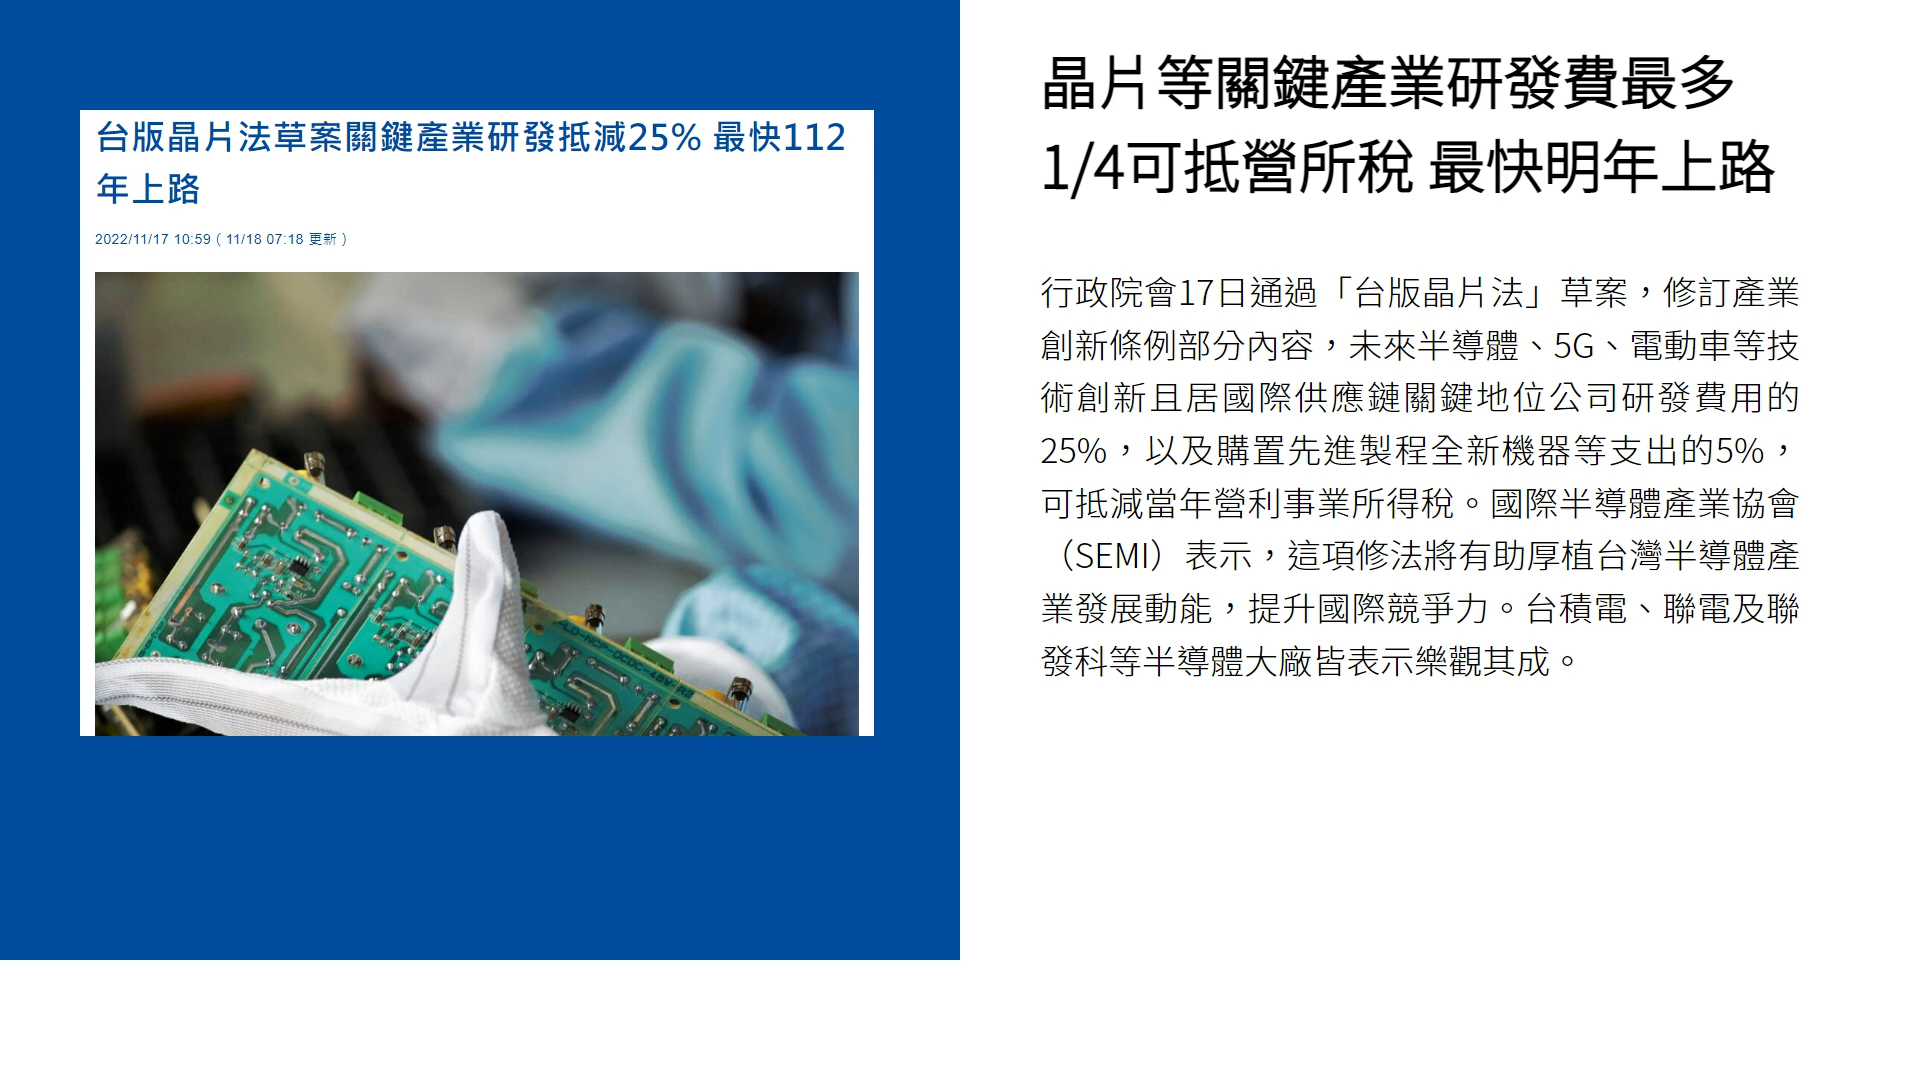 台版晶片法草案關鍵產業研發抵減25% 最快112
年上路
2022/11/17 10:59（11/18 07:18 更新）
LD-NCP-DCDC-48W R2
晶片等關鍵產業研發費最多
1/4可抵營所稅 最快明年上路
行政院會17日通過「台版晶片法」草案，修訂產業
創新條例部分內容，未來半導體、5G、電動車等技
術創新且居國際供應鏈關鍵地位公司研發費用的
25%，以及購置先進製程全新機器等支出的5%，
可抵減當年營利事業所得稅。國際半導體產業協會
（SEMI）表示，這項修法將有助厚植台灣半導體產
業發展動能，提升國際競爭力。台積電、聯電及聯
發科等半導體大廠皆表示樂觀其成。